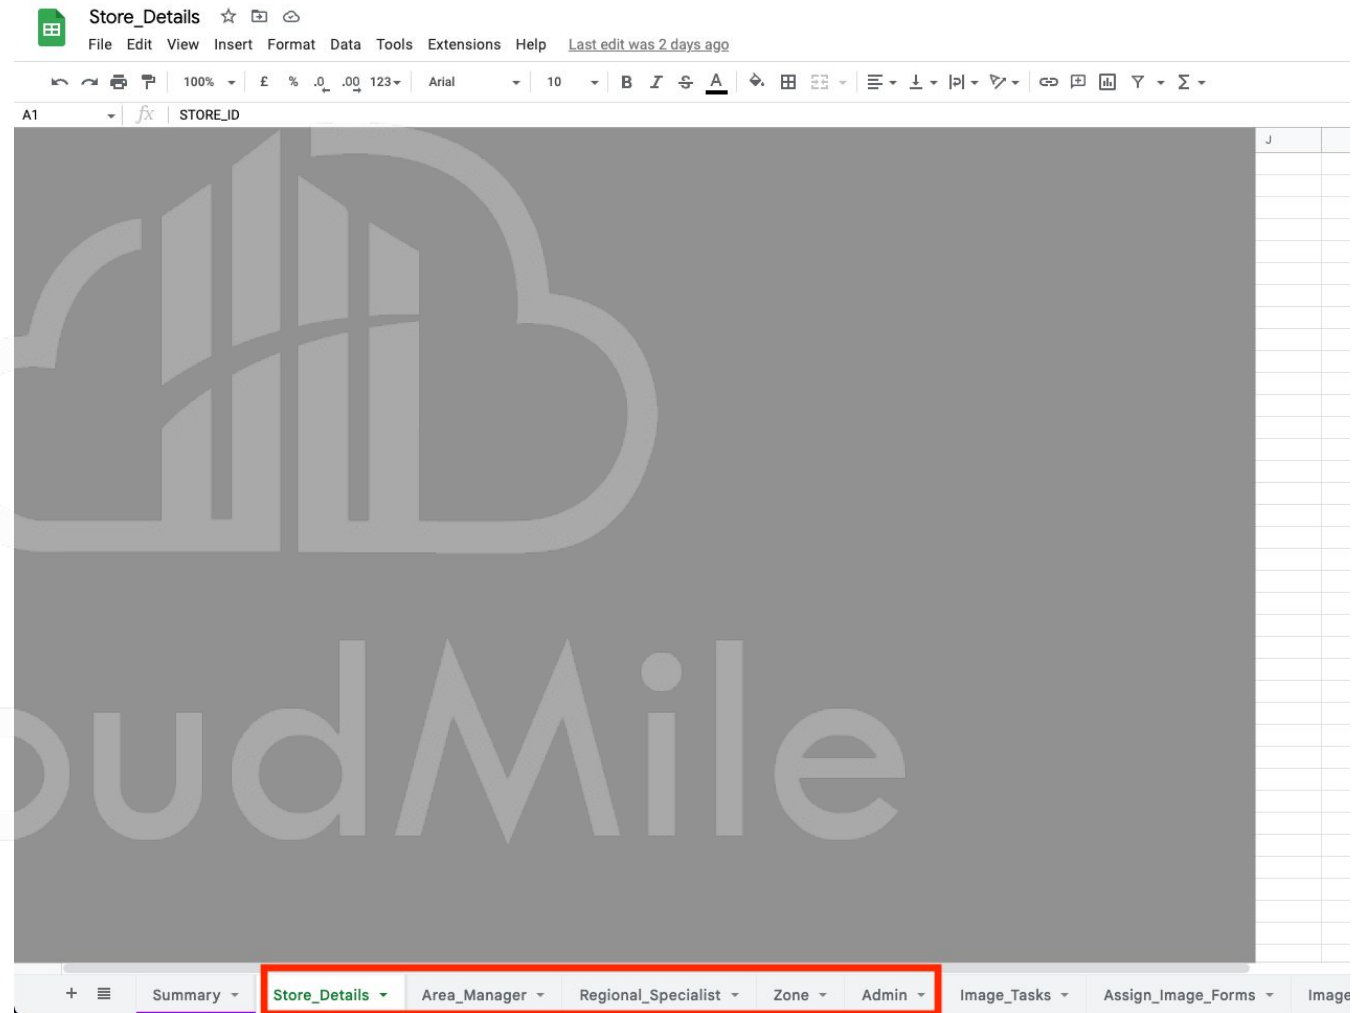 Store_Details
File Edit View Insert Format Data Tools Extensions Help Last edit was 2 days ago
100% £ % .0 .00 123 Arial 10 B I S A
A1 fx STORE_ID
J
oudMile
+ Summary Store_Details Area_Manager Regional_Specialist Zone Admin Image_Tasks Assign_Image_Forms Image